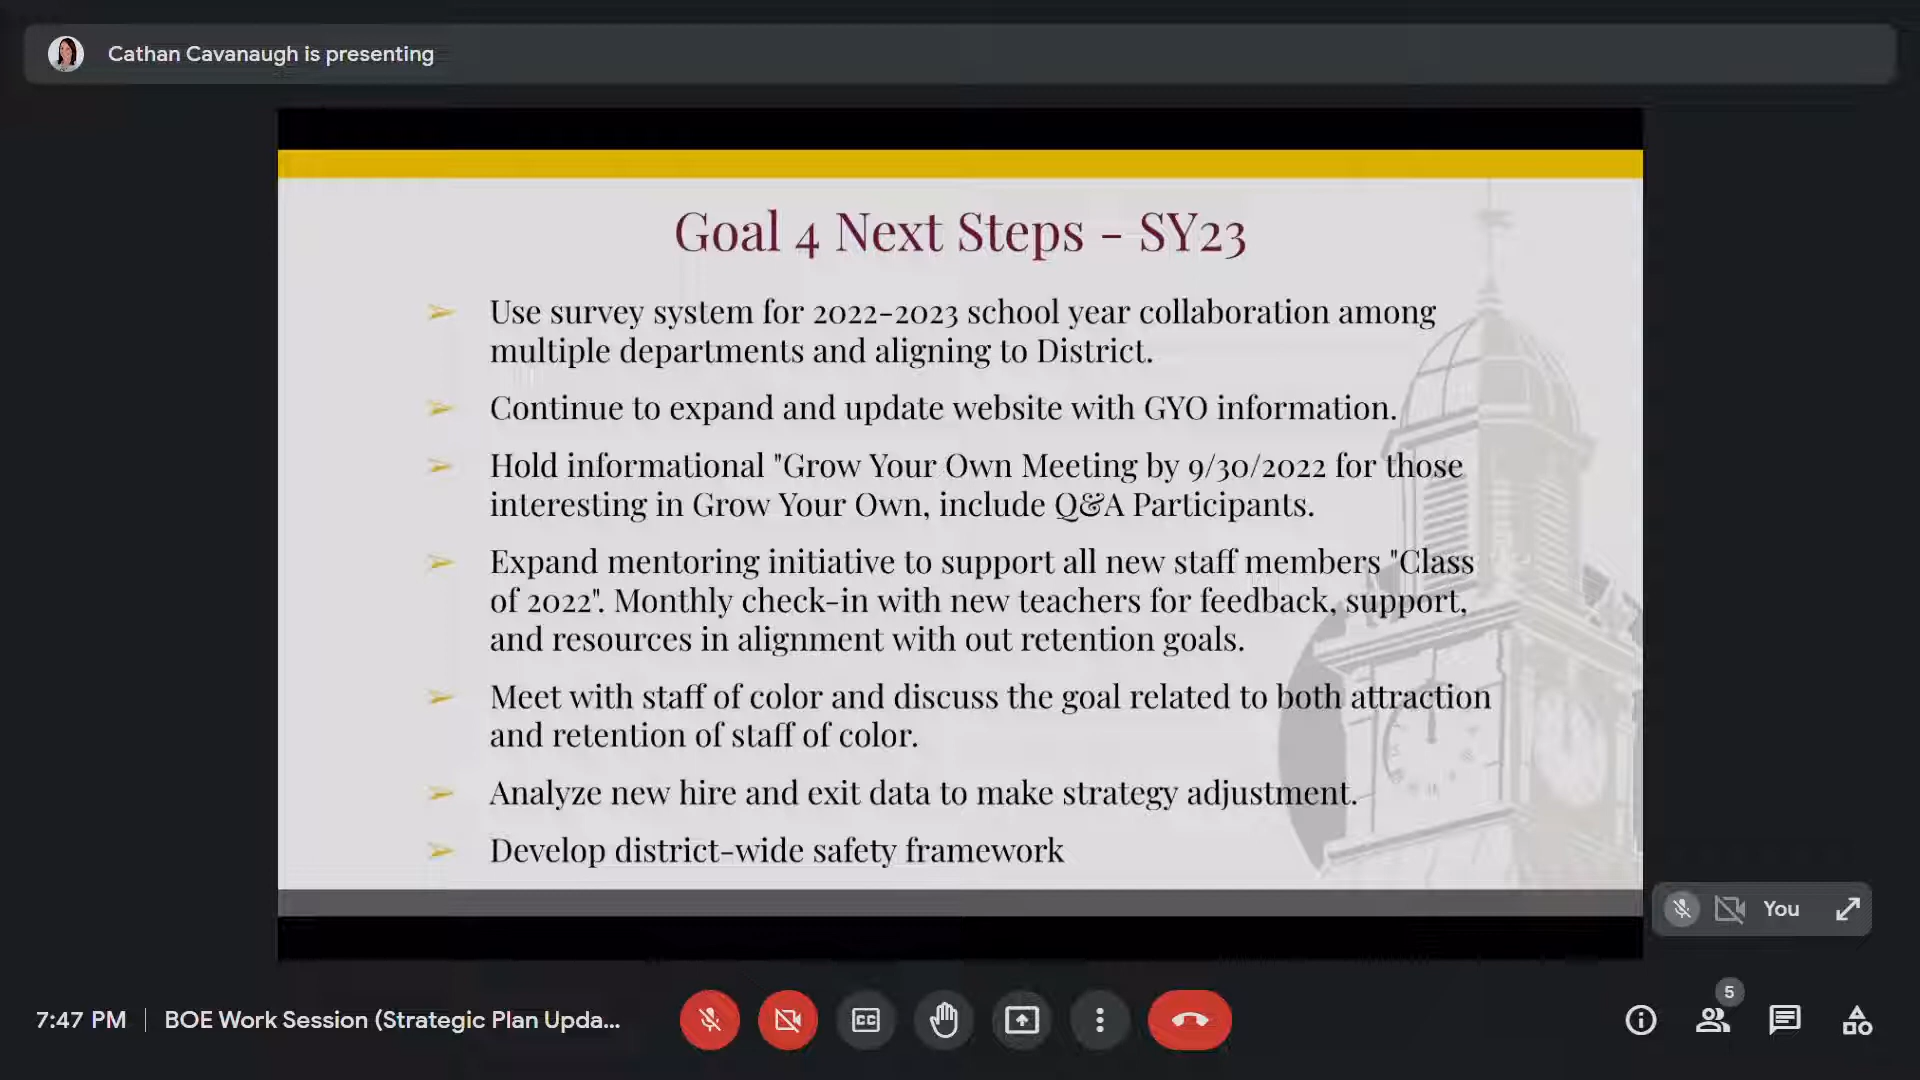 Cathan Cavanaugh is presenting
Goal 4 Next Steps - SY23
➢ Use survey system for 2022-2023 school year collaboration among
multiple departments and aligning to District.
➢ Continue to expand and update website with GYO information.
➢ Hold informational "Grow Your Own Meeting by 9/30/2022 for those
interesting in Grow Your Own, include Q&A Participants.
➢ Expand mentoring initiative to support all new staff members "Class
of 2022". Monthly check-in with new teachers for feedback, support,
and resources in alignment with out retention goals.
➢ Meet with staff of color and discuss the goal related to both attraction
and retention of staff of color.
➢ Analyze new hire and exit data to make strategy adjustment.
➢ Develop district-wide safety framework
You
5
7:47 PM | BOE Work Session (Strategic Plan Upda...
CC